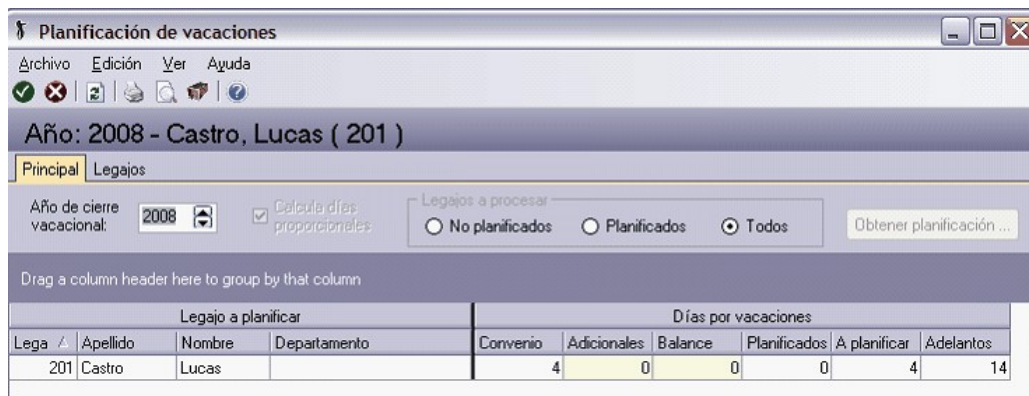 Planificación de vacaciones
Archivo Edición Ver Ayuda
Año: 2008 - Castro, Lucas ( 201 )
Principal Legajos
Año de cierre vacacional: 2008
Calcula días proporcionales
Legajos a procesar
No planificados Planificados Todos
Obtener planificación ...
Drag a column header here to group by that column
Legajo a planificar Días por vacaciones
Lega Apellido Nombre Departamento Convenio Adicionales Balance Planificados A planificar Adelantos
201 Castro Lucas 4 0 0 0 4 14